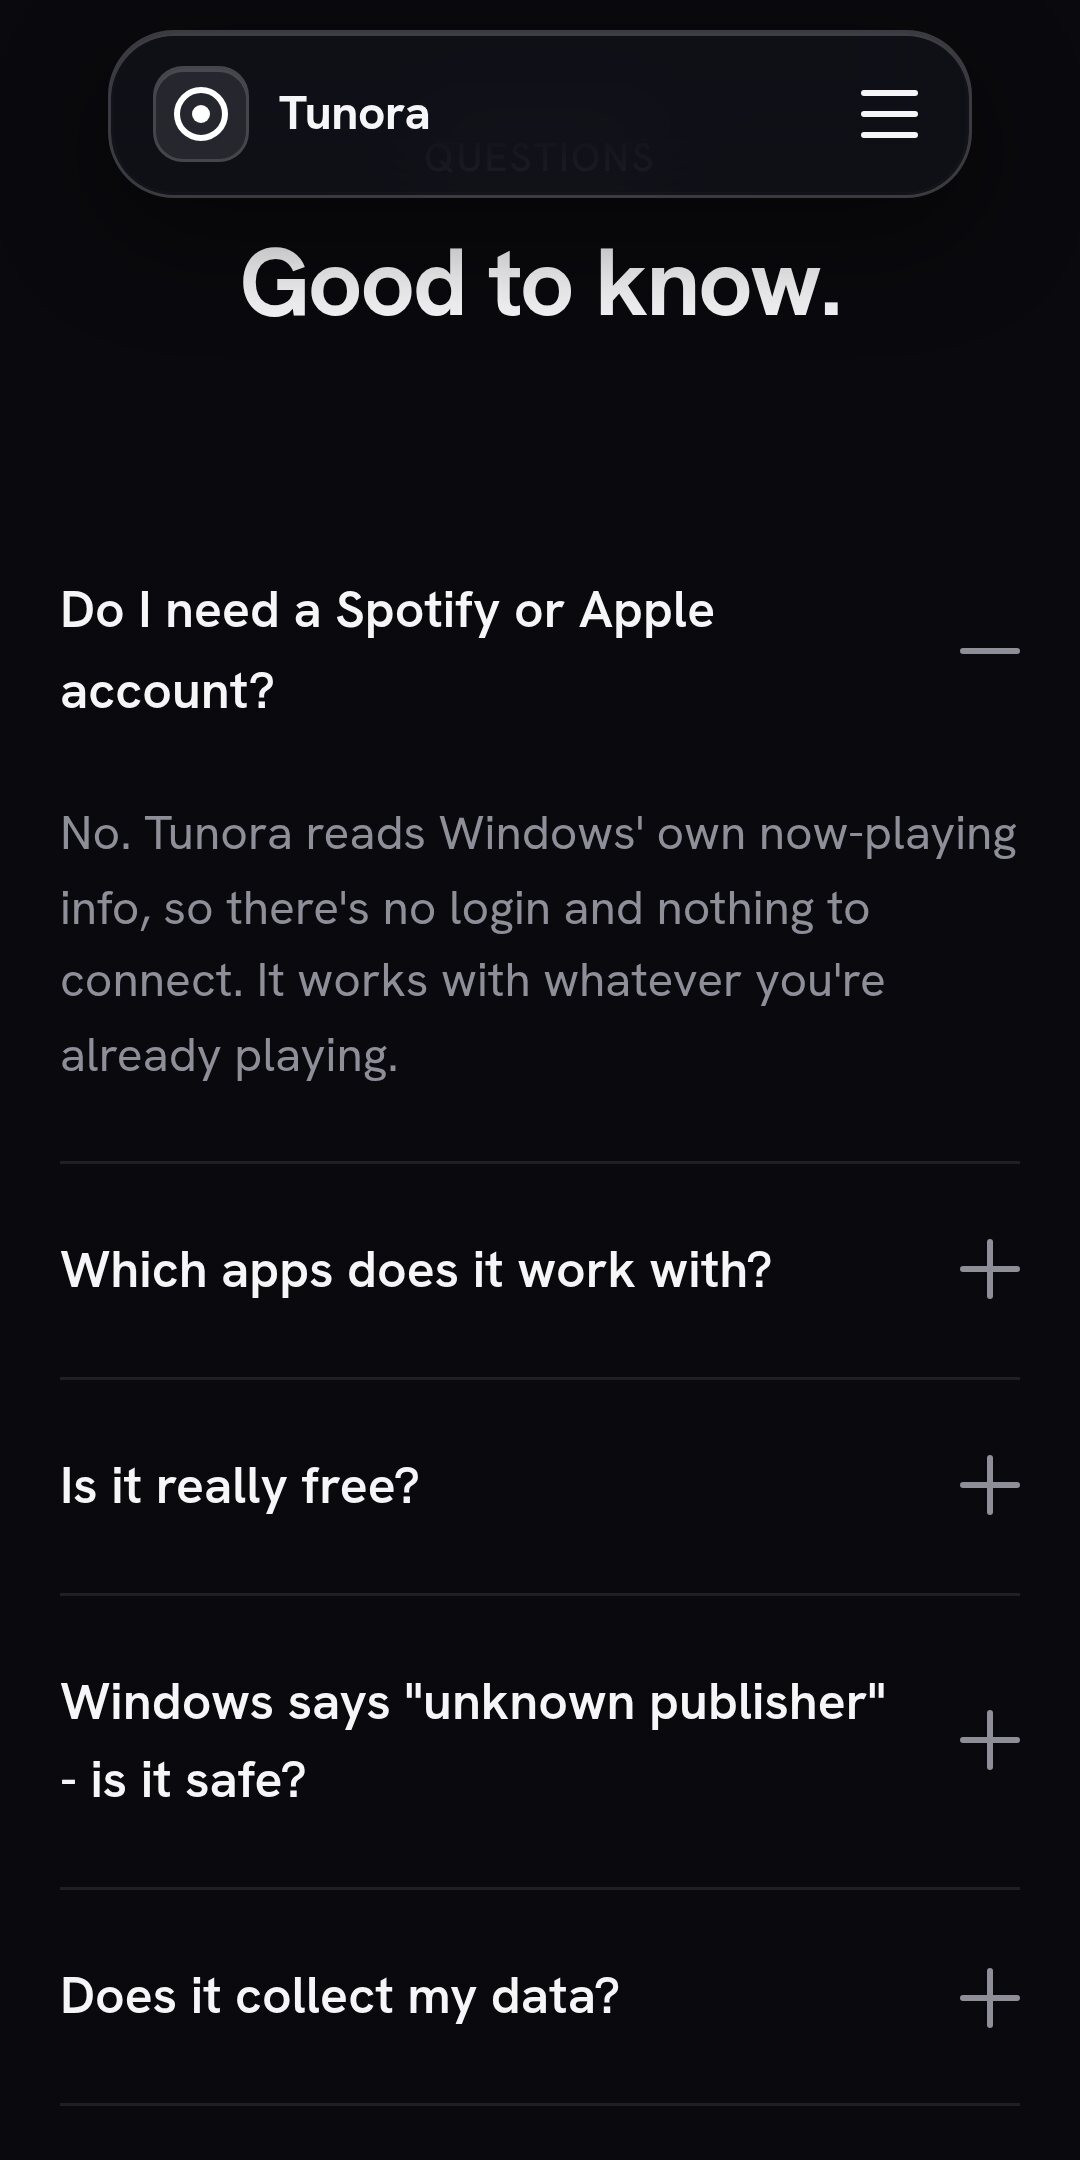 Tunora
QUESTIONS
Good to know.
Do I need a Spotify or Apple
account?
No. Tunora reads Windows' own now-playing
info, so there's no login and nothing to
connect. It works with whatever you're
already playing.
Which apps does it work with?
Is it really free?
Windows says "unknown publisher"
- is it safe?
Does it collect my data?